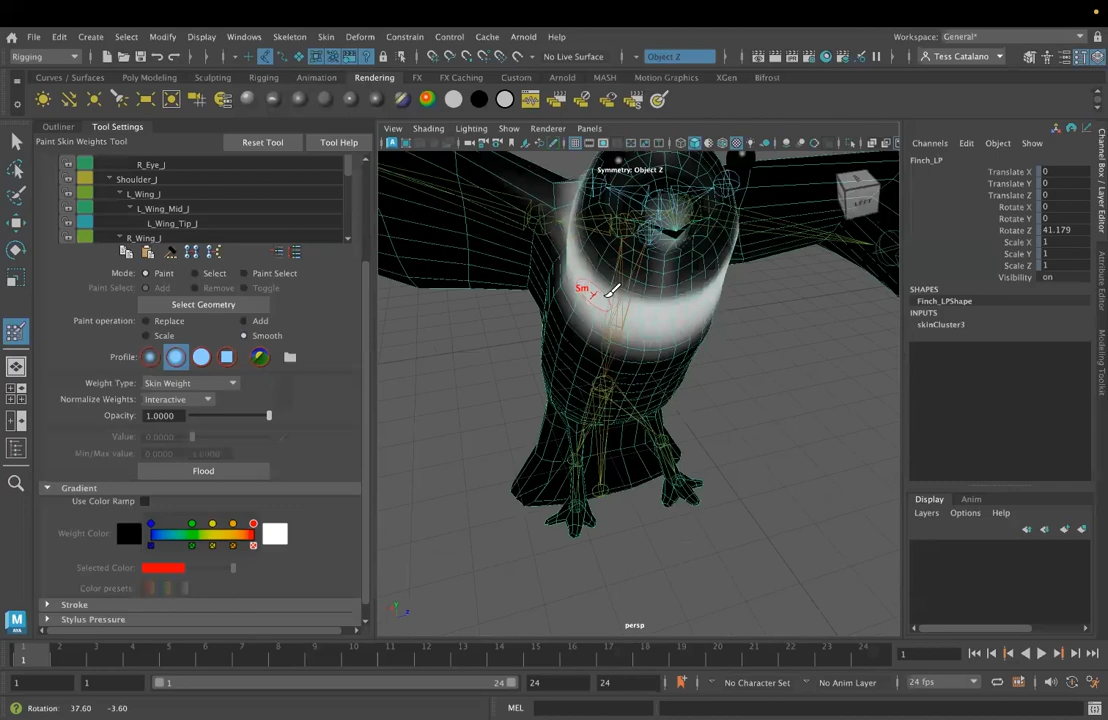 File Edit Create Select Modify Display Windows Skeleton Skin Deform Constrain Control Cache Arnold Help
Workspace: General*
Rigging
No Live Surface
Object Z
Tess Catalano
Curves / Surfaces Poly Modeling Sculpting Rigging Animation Rendering FX FX Caching Custom Arnold MASH Motion Graphics XGen Bifrost
Outliner Tool Settings
Paint Skin Weights Tool
Reset Tool
Tool Help
R_Eye_J
Shoulder_J
L_Wing_J
L_Wing_Mid_J
L_Wing_Tip_J
R_Wing_J
Mode: Paint Select Paint Select
Paint Select: Add Remove Toggle
Select Geometry
Paint operation: Replace Add
Scale Smooth
Profile:
Weight Type: Skin Weight
Normalize Weights: Interactive
Opacity: 1.0000
Value: 0.0000
Min/Max value: 0.0000 1.0000
Flood
Gradient
Use Color Ramp
Weight Color:
Selected Color:
Color presets:
Stroke
Stylus Pressure
View Shading Lighting Show Renderer Panels
Symmetry: Object Z
LEFT
Sm
persp
Channels Edit Object Show
Finch_LP
Translate X 0
Translate Y 0
Translate Z 0
Rotate X 0
Rotate Y 0
Rotate Z 41.179
Scale X 1
Scale Y 1
Scale Z 1
Visibility on
SHAPES
Finch_LPShape
INPUTS
skinCluster3
Display Anim
Layers Options Help
Channel Box / Layer Editor
Attribute Editor
Modeling Toolkit
1 2 3 4 5 6 7 8 9 10 11 12 13 14 15 16 17 18 19 20 21 22 23 24
1
1
1 1 1 24 24 24
No Character Set
No Anim Layer
24 fps
Rotation: 37.60 -3.60
MEL